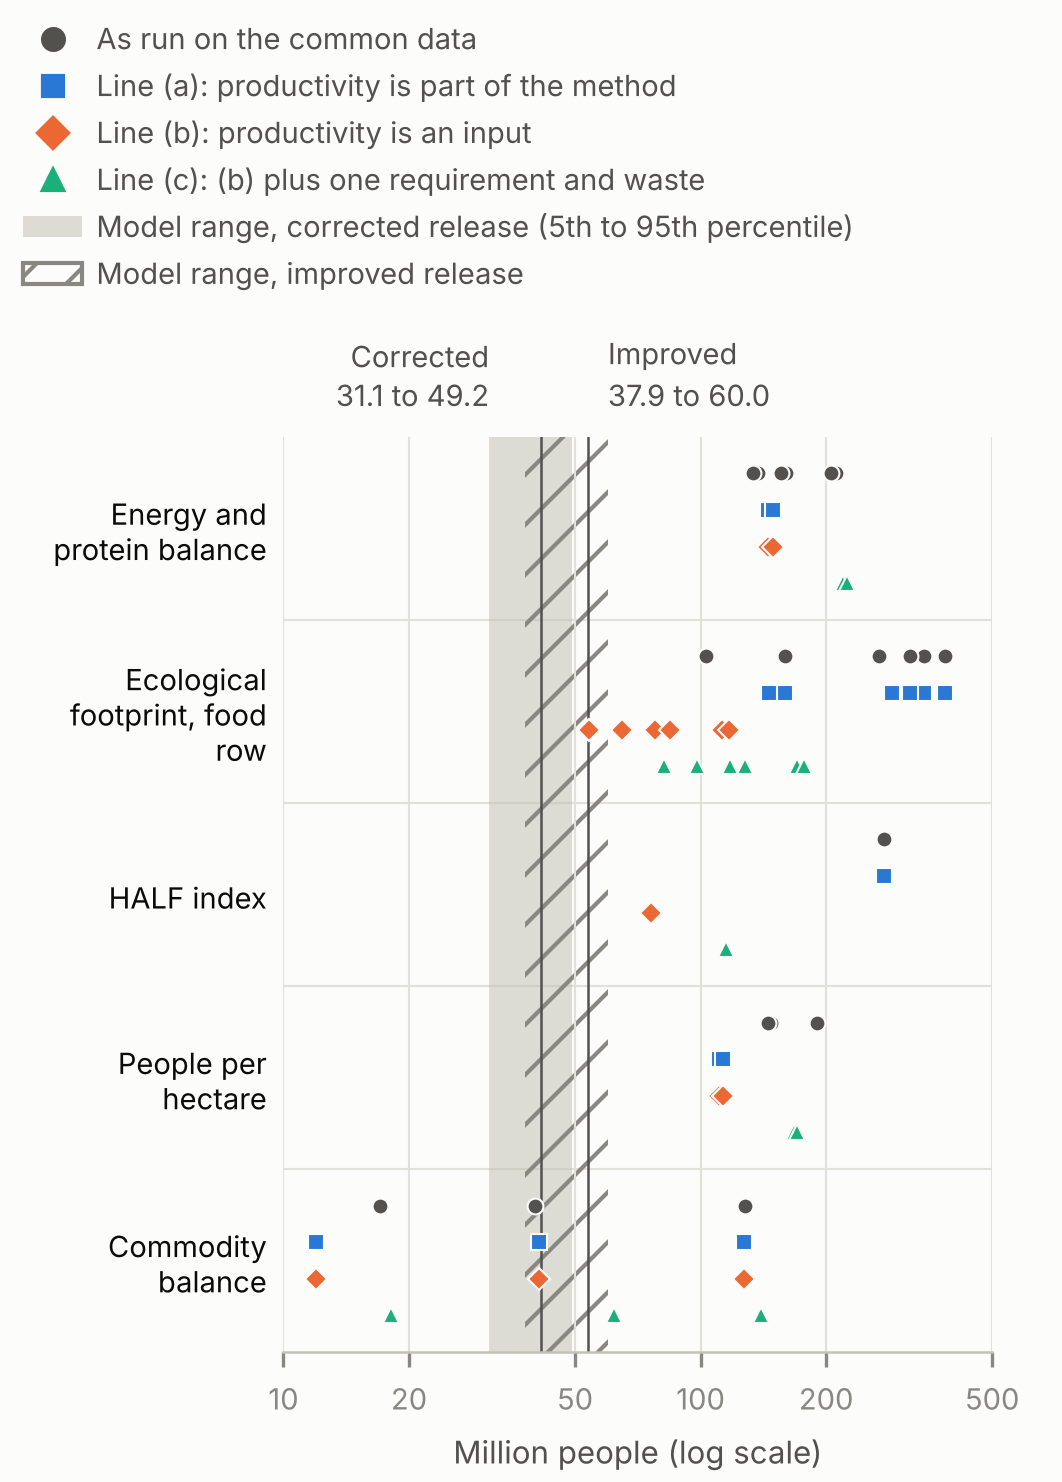 As run on the common data
Line (a): productivity is part of the method
Line (b): productivity is an input
Line (c): (b) plus one requirement and waste
Model range, corrected release (5th to 95th percentile)
Model range, improved release
Corrected
31.1 to 49.2
Improved
37.9 to 60.0
Energy and
protein balance
Ecological
footprint, food
row
HALF index
People per
hectare
Commodity
balance
10 20 50 100 200 500
Million people (log scale)